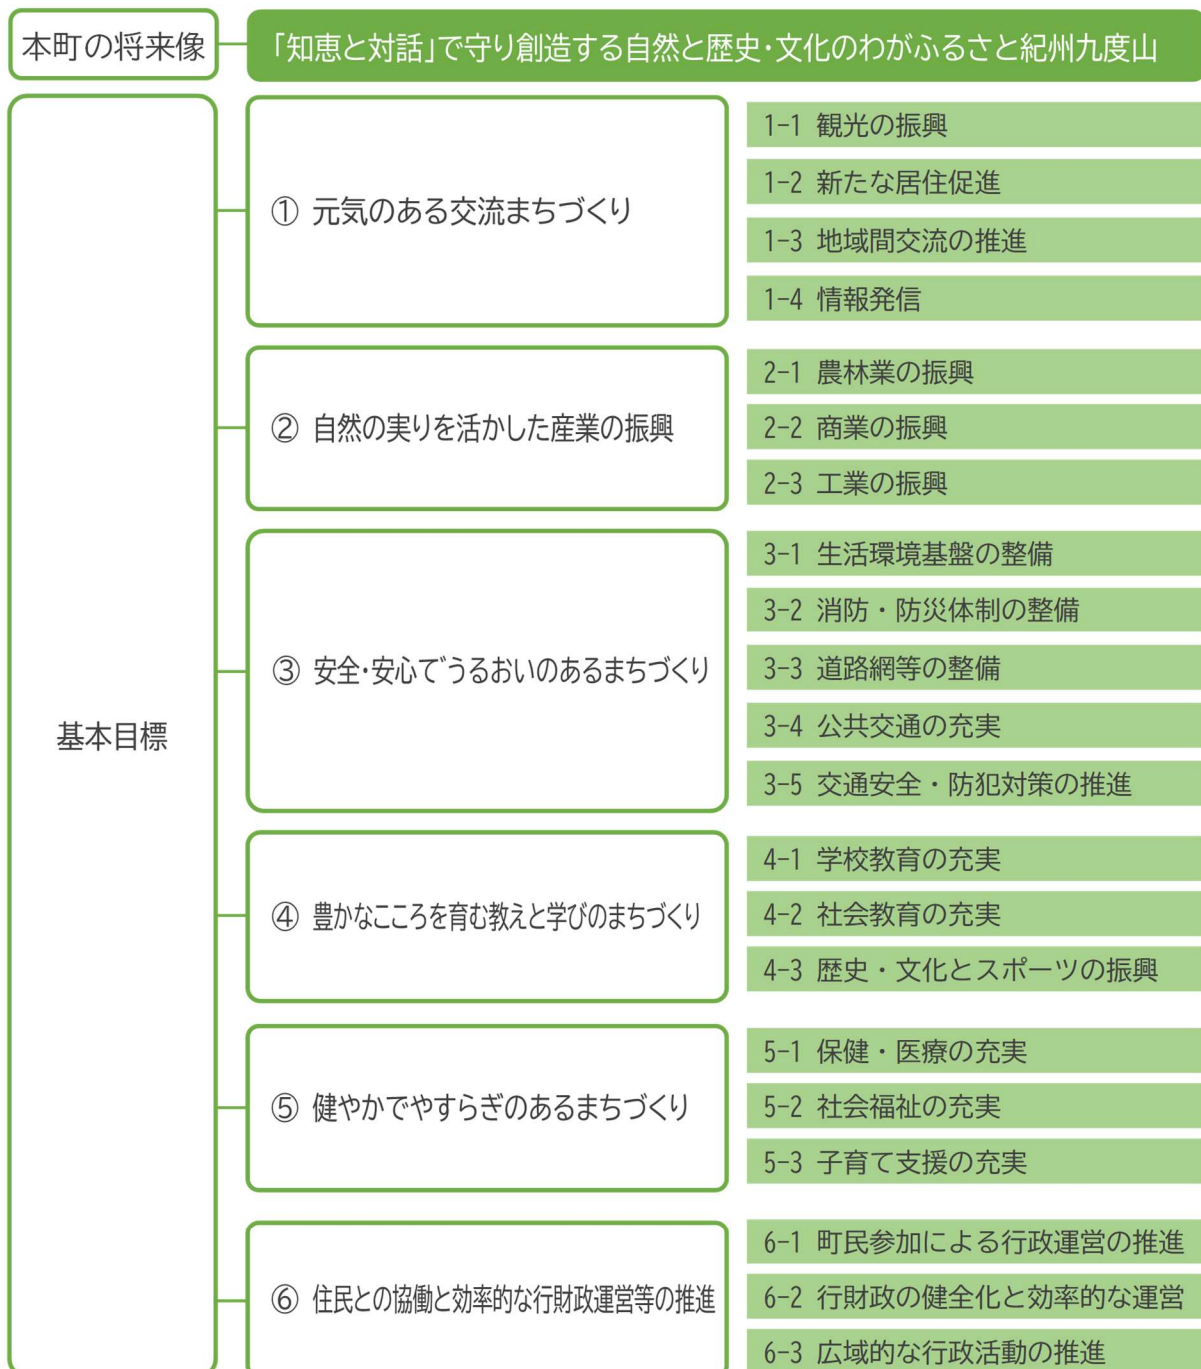 本町の将来像
「知恵と対話」で守り創造する自然と歴史・文化のわがふるさと紀州九度山
基本目標
① 元気のある交流まちづくり
1-1 観光の振興
1-2 新たな居住促進
1-3 地域間交流の推進
1-4 情報発信
② 自然の実りを活かした産業の振興
2-1 農林業の振興
2-2 商業の振興
2-3 工業の振興
③ 安全・安心でうるおいのあるまちづくり
3-1 生活環境基盤の整備
3-2 消防・防災体制の整備
3-3 道路網等の整備
3-4 公共交通の充実
3-5 交通安全・防犯対策の推進
④ 豊かなこころを育む教えと学びのまちづくり
4-1 学校教育の充実
4-2 社会教育の充実
4-3 歴史・文化とスポーツの振興
⑤ 健やかでやすらぎのあるまちづくり
5-1 保健・医療の充実
5-2 社会福祉の充実
5-3 子育て支援の充実
⑥ 住民との協働と効率的な行財政運営等の推進
6-1 町民参加による行政運営の推進
6-2 行財政の健全化と効率的な運営
6-3 広域的な行政活動の推進